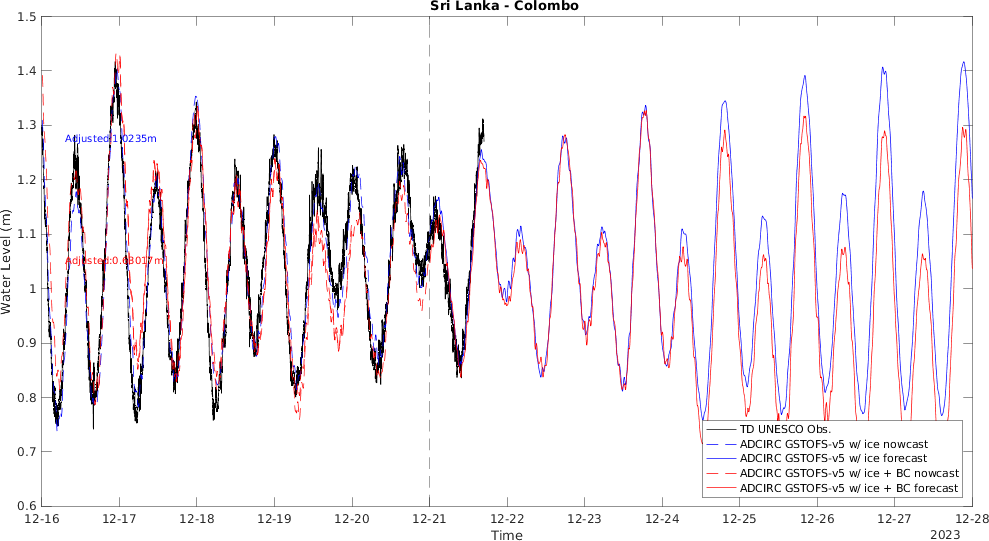 Sri Lanka - Colombo
1.5
1.4
1.3
1.2
1.1
1
0.9
0.8
0.7
0.6
Water Level (m)
Adjusted:1.0235m
Adjusted:0.63017m
TD UNESCO Obs.
ADCIRC GSTOFS-v5 w/ ice nowcast
ADCIRC GSTOFS-v5 w/ ice forecast
ADCIRC GSTOFS-v5 w/ ice + BC nowcast
ADCIRC GSTOFS-v5 w/ ice + BC forecast
12-16 12-17 12-18 12-19 12-20 12-21 12-22 12-23 12-24 12-25 12-26 12-27 12-28
Time
2023